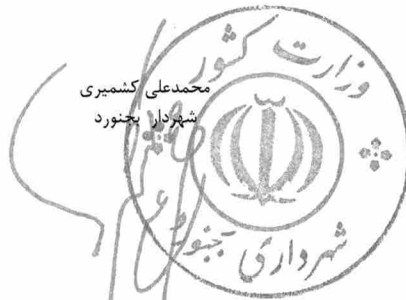 محمدعلی کشمیری
شهردار بجنورد
وزارت کشور
شهرداری بجنورد